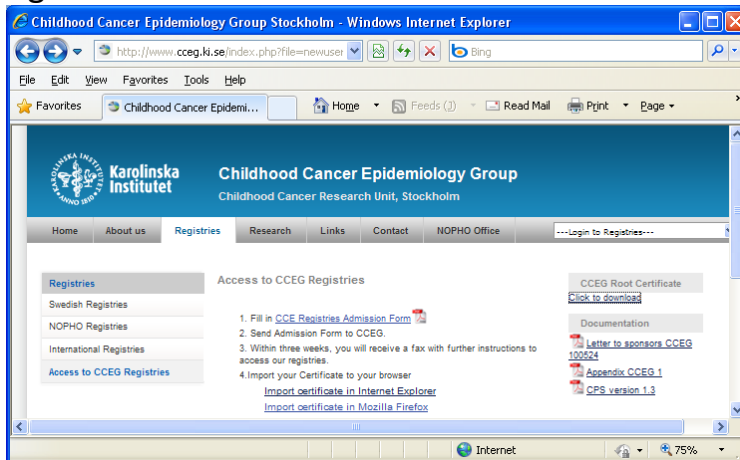 Childhood Cancer Epidemiology Group Stockholm - Windows Internet Explorer
http://www.cceg.ki.se/index.php?file=newuser
Bing
File Edit View Favorites Tools Help
Favorites Childhood Cancer Epidemi... Home Feeds (J) Read Mail Print Page
KAROLINSKA INSTITUTET ANNO 1810
Karolinska
Institutet
Childhood Cancer Epidemiology Group
Childhood Cancer Research Unit, Stockholm
Home About us Registries Research Links Contact NOPHO Office ---Login to Registries---
Registries
Swedish Registries
NOPHO Registries
International Registries
Access to CCEG Registries
Access to CCEG Registries
1. Fill in CCE Registries Admission Form
2. Send Admission Form to CCEG.
3. Within three weeks, you will receive a fax with further instructions to
access our registries.
4.Import your Certificate to your browser
Import certificate in Internet Explorer
Import certificate in Mozilla Firefox
CCEG Root Certificate
Click to download
Documentation
Letter to sponsors CCEG
100524
Appendix CCEG 1
CPS version 1.3
Internet 75%